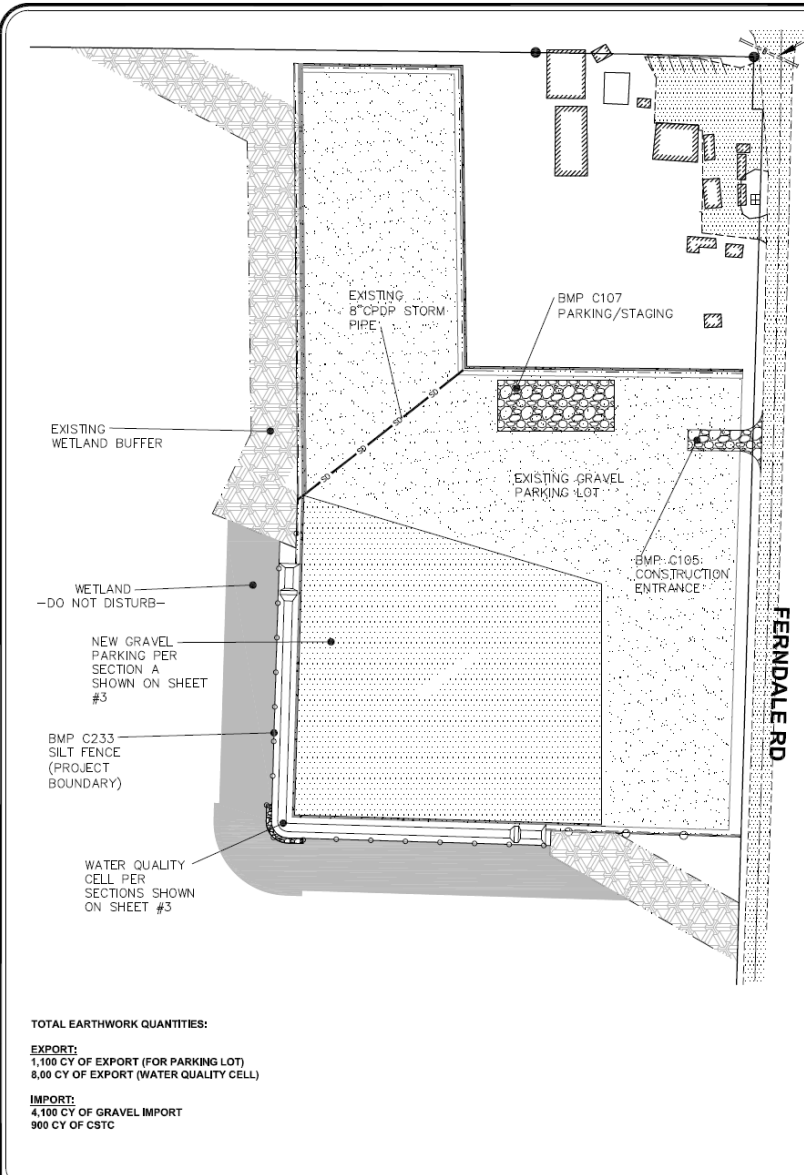 EXISTING
8"CPDP STORM
PIPE
BMP C107
PARKING/STAGING
EXISTING
WETLAND BUFFER
SD
SD
SD
SD
EXISTING GRAVEL
PARKING LOT
BMP C105
CONSTRUCTION
ENTRANCE
WETLAND
-DO NOT DISTURB-
NEW GRAVEL
PARKING PER
SECTION A
SHOWN ON SHEET
#3
FERNDALE RD
BMP C233
SILT FENCE
(PROJECT
BOUNDARY)
WATER QUALITY
CELL PER
SECTIONS SHOWN
ON SHEET #3
TOTAL EARTHWORK QUANTITIES:
EXPORT:
1,100 CY OF EXPORT (FOR PARKING LOT)
8,00 CY OF EXPORT (WATER QUALITY CELL)
IMPORT:
4,100 CY OF GRAVEL IMPORT
900 CY OF CSTC